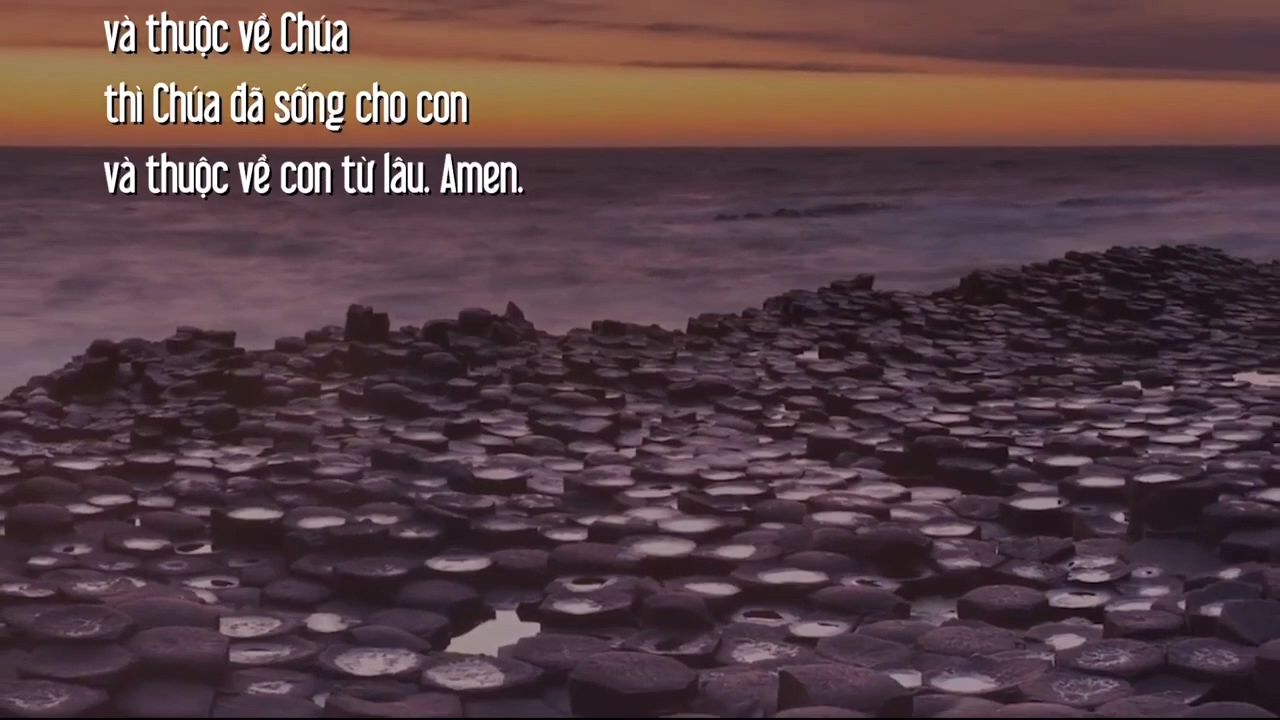 và thuộc về Chúa
thì Chúa đã sống cho con
và thuộc về con từ lâu. Amen.